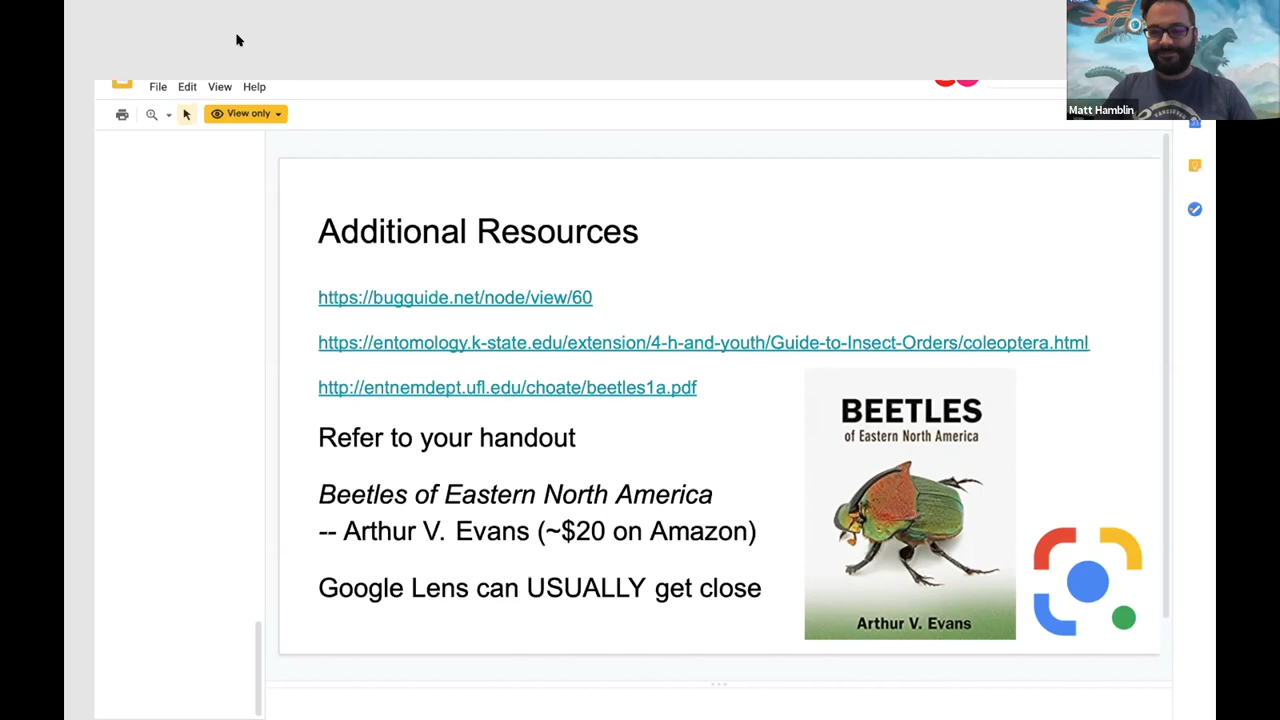 File Edit View Help
View only
Matt Hamblin
Additional Resources
https://bugguide.net/node/view/60
https://entomology.k-state.edu/extension/4-h-and-youth/Guide-to-Insect-Orders/coleoptera.html
http://entnemdept.ufl.edu/choate/beetles1a.pdf
Refer to your handout
Beetles of Eastern North America
-- Arthur V. Evans (~$20 on Amazon)
Google Lens can USUALLY get close
BEETLES
of Eastern North America
Arthur V. Evans